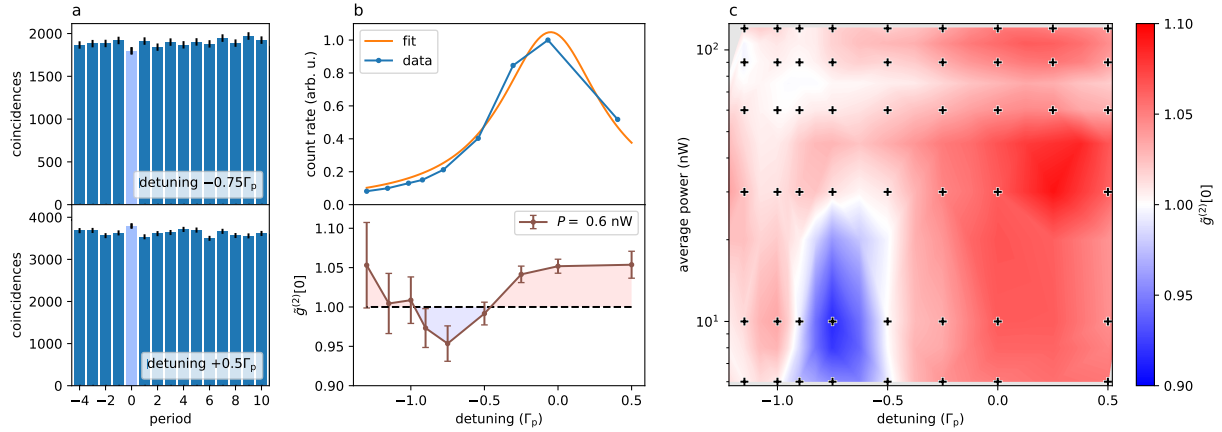 a
coincidences
2000
1500
1000
500
0
detuning −0.75Γp
coincidences
4000
3000
2000
1000
0
detuning +0.5Γp
−4 −2 0 2 4 6 8 10
period
b
count rate (arb. u.)
1.0
0.8
0.6
0.4
0.2
0.0
fit
data
g̃⁽²⁾[0]
1.10
1.05
1.00
0.95
0.90
P = 0.6 nW
−1.0 −0.5 0.0 0.5
detuning (Γp)
c
average power (nW)
10²
10¹
−1.0 −0.5 0.0 0.5
detuning (Γp)
1.10
1.05
1.00
0.95
0.90
g̃⁽²⁾[0]